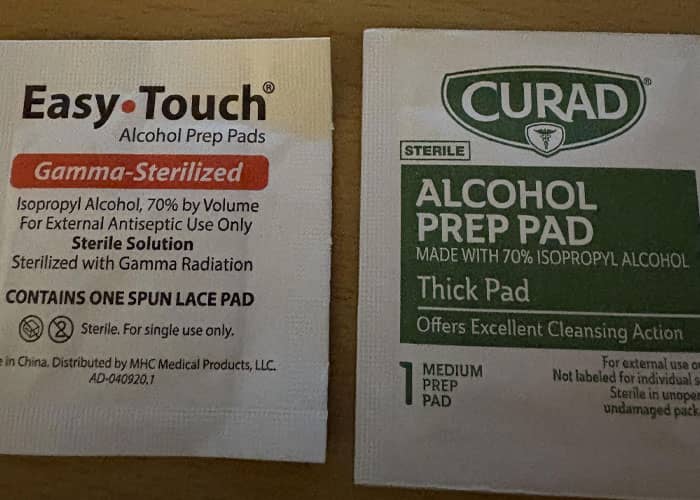 Easy•Touch®
Alcohol Prep Pads
Gamma-Sterilized
Isopropyl Alcohol, 70% by Volume
For External Antiseptic Use Only
Sterile Solution
Sterilized with Gamma Radiation
CONTAINS ONE SPUN LACE PAD
2
Sterile. For single use only.
in China. Distributed by MHC Medical Products, LLC.
AD-040920.1
CURAD®
STERILE
ALCOHOL
PREP PAD
MADE WITH 70% ISOPROPYL ALCOHOL
Thick Pad
Offers Excellent Cleansing Action
1 MEDIUM
PREP
PAD
For external use
Not labeled for individual
Sterile in
undamaged